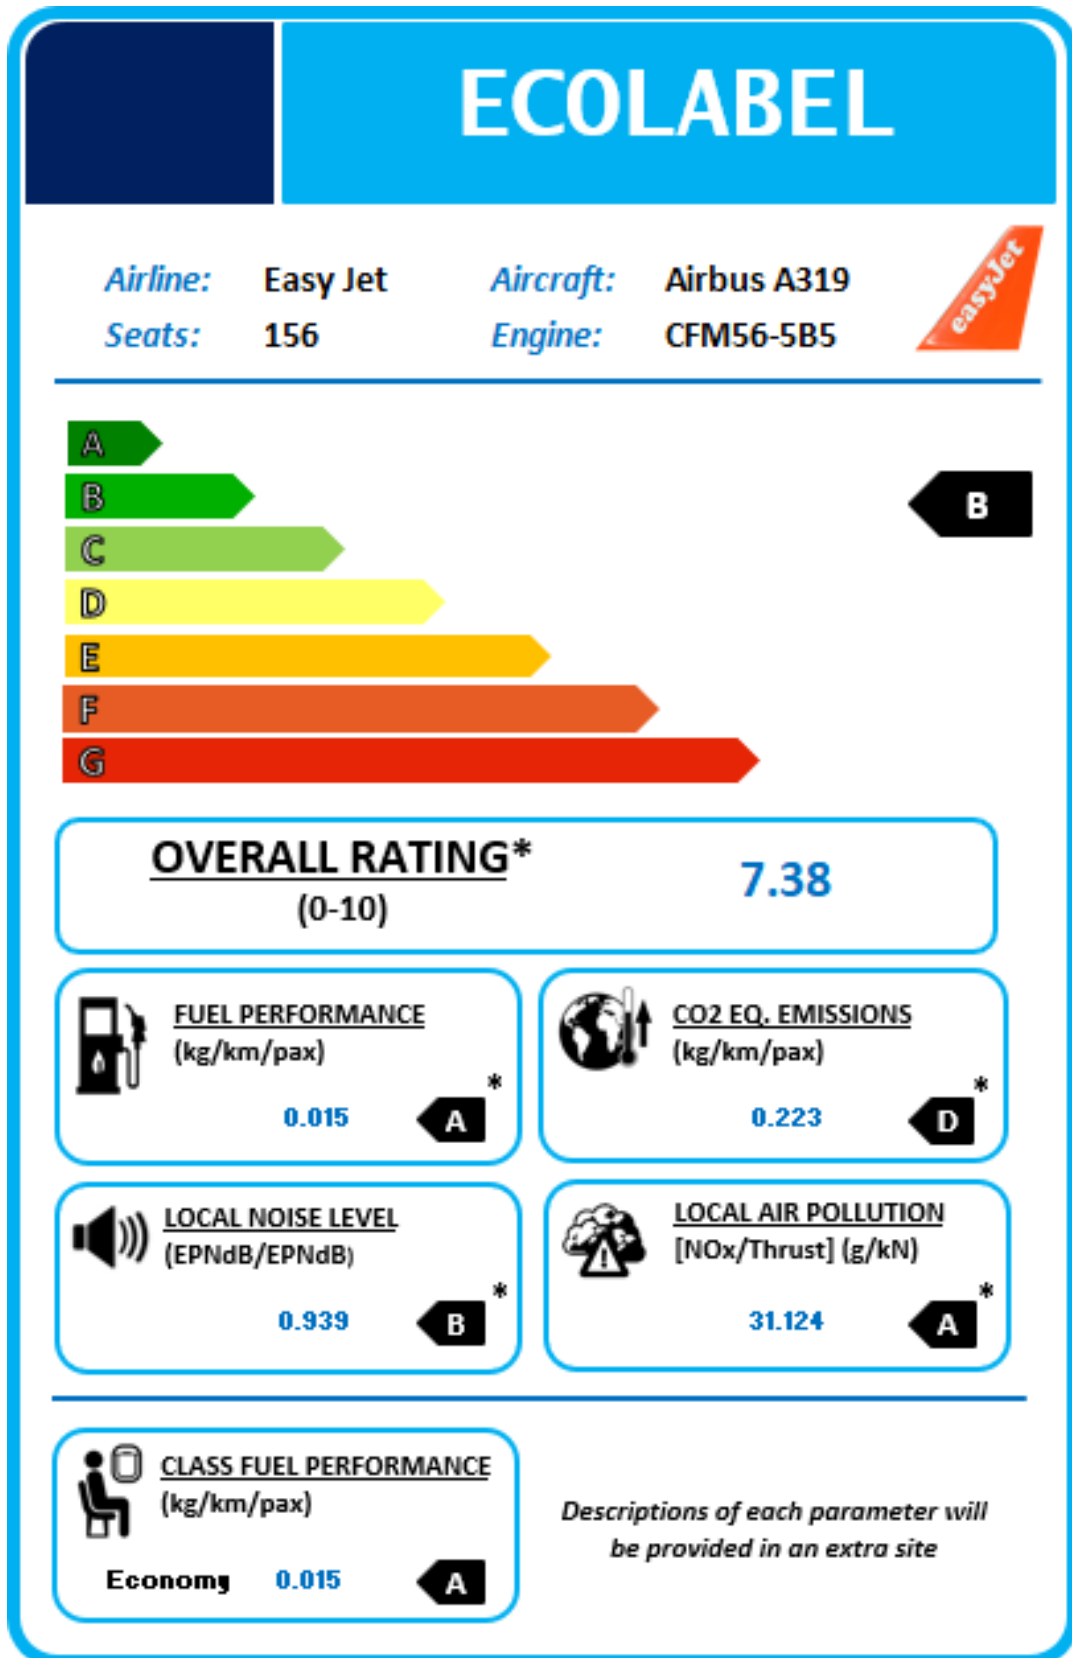 ECOLABEL
Airline: Easy Jet Aircraft: Airbus A319
Seats: 156 Engine: CFM56-5B5
easyJet
A
B
B
C
D
E
F
G
OVERALL RATING* 7.38
(0-10)
FUEL PERFORMANCE
(kg/km/pax)
*
0.015 A
CO2 EQ. EMISSIONS
(kg/km/pax)
*
0.223 D
LOCAL NOISE LEVEL
(EPNdB/EPNdB)
*
0.939 B
LOCAL AIR POLLUTION
[NOx/Thrust] (g/kN)
*
31.124 A
CLASS FUEL PERFORMANCE
(kg/km/pax)
Economy 0.015 A
Descriptions of each parameter will
be provided in an extra site